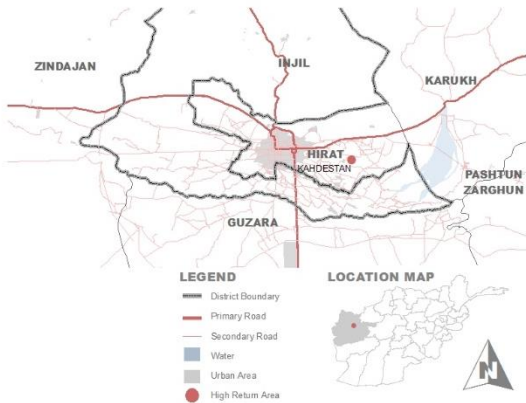 ZINDAJAN
INJIL
KARUKH
HIRAT
KAHDESTAN
PASHTUN
ZARGHUN
GUZARA
LEGEND
District Boundary
Primary Road
Secondary Road
Water
Urban Area
High Return Area
LOCATION MAP
N